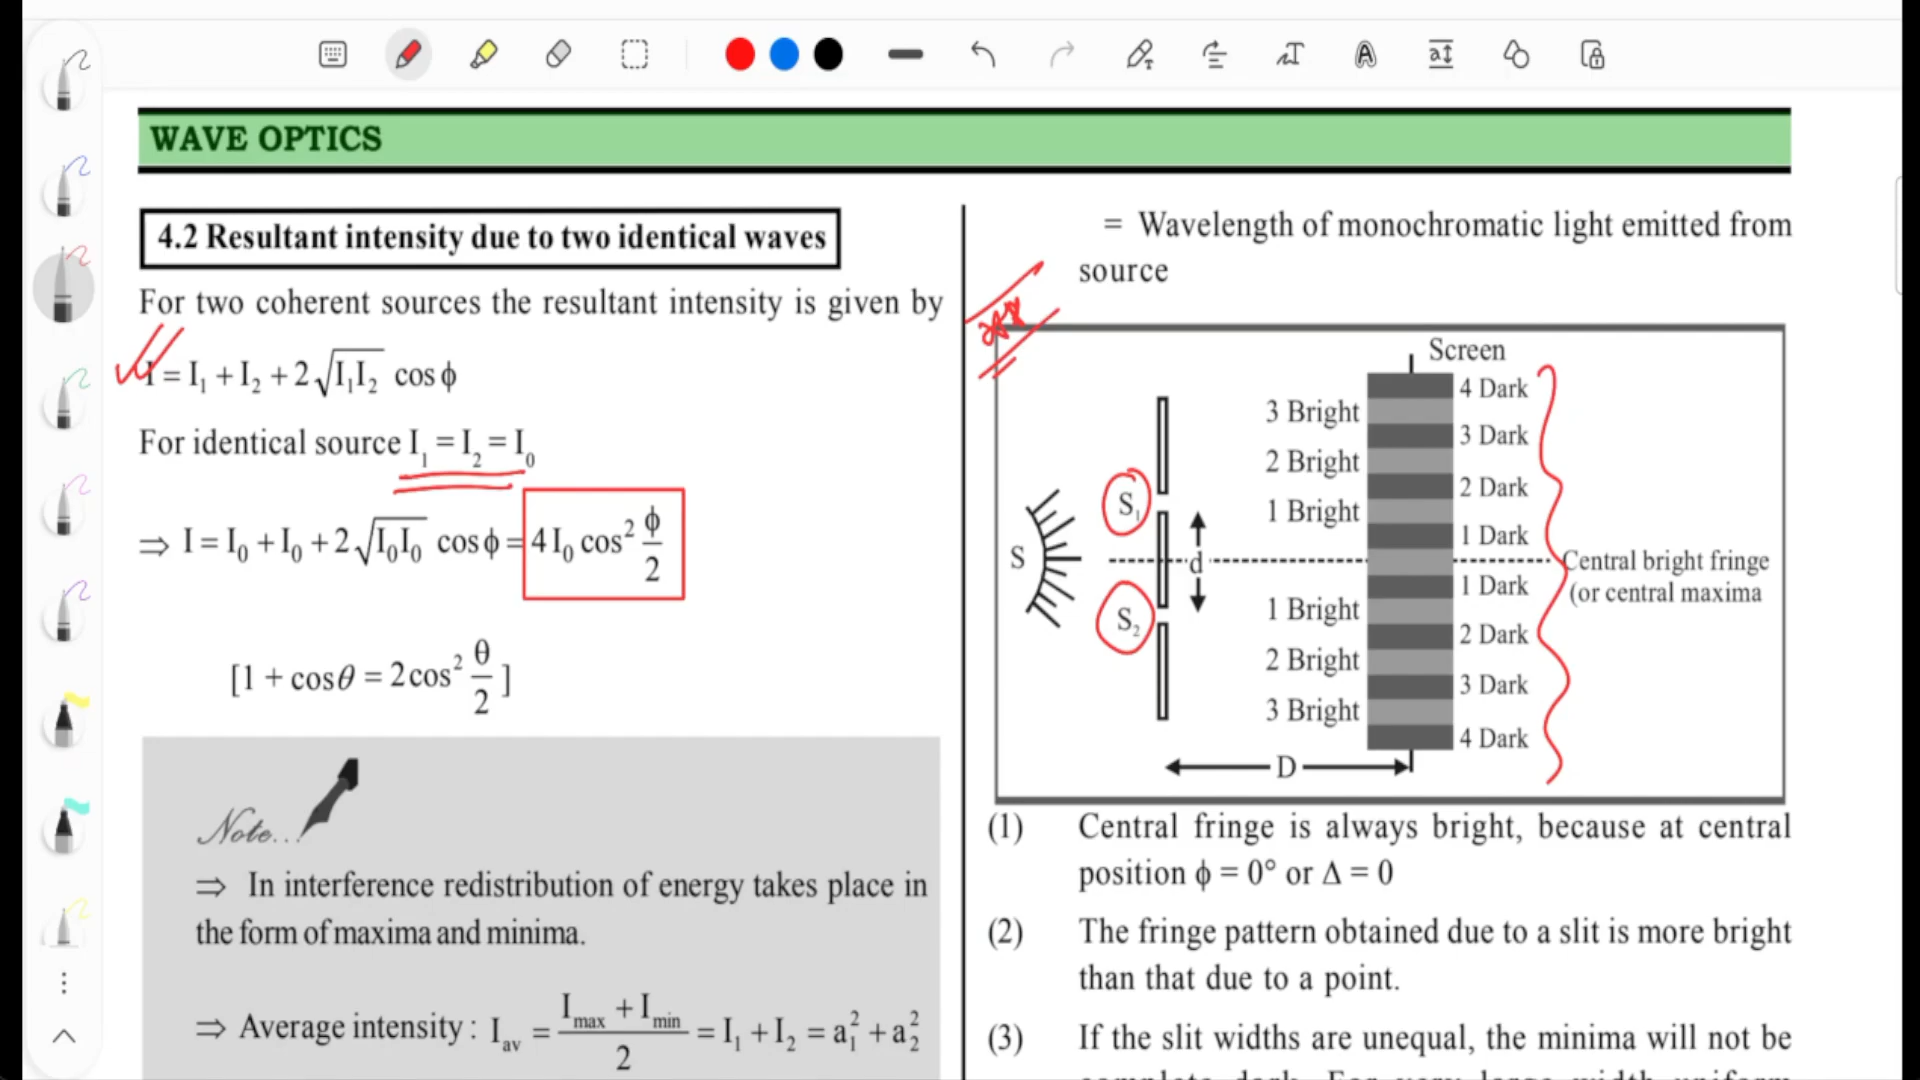 WAVE OPTICS
4.2 Resultant intensity due to two identical waves
For two coherent sources the resultant intensity is given by
I = I₁ + I₂ + 2√(I₁I₂) cos ϕ
For identical source I₁ = I₂ = I₀
⇒ I = I₀ + I₀ + 2√(I₀I₀) cos ϕ = 4 I₀ cos² ϕ/2
[1 + cosθ = 2cos² θ/2]
Note...
⇒ In interference redistribution of energy takes place in
the form of maxima and minima.
⇒ Average intensity : I_av = (I_max + I_min)/2 = I₁ + I₂ = a₁² + a₂²
= Wavelength of monochromatic light emitted from
source
Screen
4 Dark
3 Bright
3 Dark
2 Bright
2 Dark
1 Bright
1 Dark
S₁
S
d
Central bright fringe
(or central maxima
S₂
1 Dark
1 Bright
2 Dark
2 Bright
3 Dark
3 Bright
4 Dark
D
(1) Central fringe is always bright, because at central
position ϕ = 0° or Δ = 0
(2) The fringe pattern obtained due to a slit is more bright
than that due to a point.
(3) If the slit widths are unequal, the minima will not be